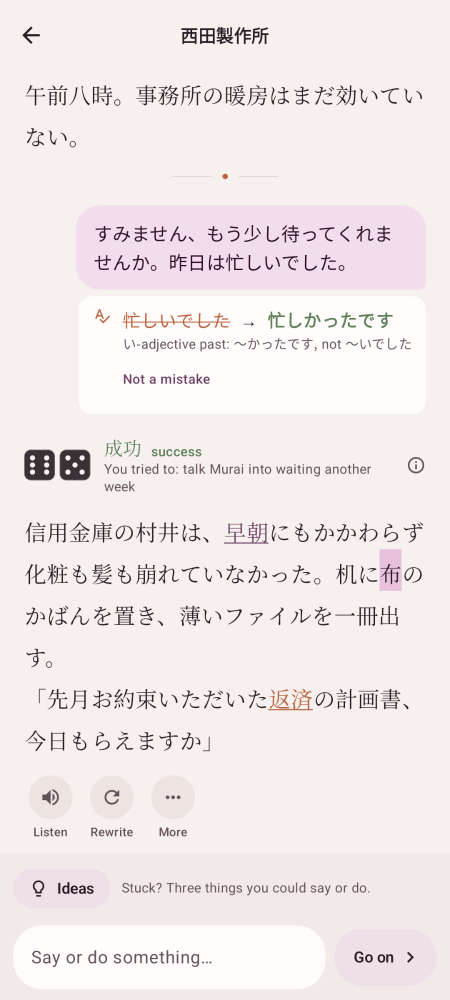 西田製作所
午前八時。事務所の暖房はまだ効いてい
ない。
すみません、もう少し待ってくれま
せんか。昨日は忙しいでした。
忙しいでした → 忙しかったです
い-adjective past: 〜かったです, not 〜いでした
Not a mistake
成功 success
You tried to: talk Murai into waiting another
week
信用金庫の村井は、早朝にもかかわらず
化粧も髪も崩れていなかった。机に布の
かばんを置き、薄いファイルを一冊出
す。
「先月お約束いただいた返済の計画書、
今日もらえますか」
Listen Rewrite More
Ideas Stuck? Three things you could say or do.
Say or do something… Go on